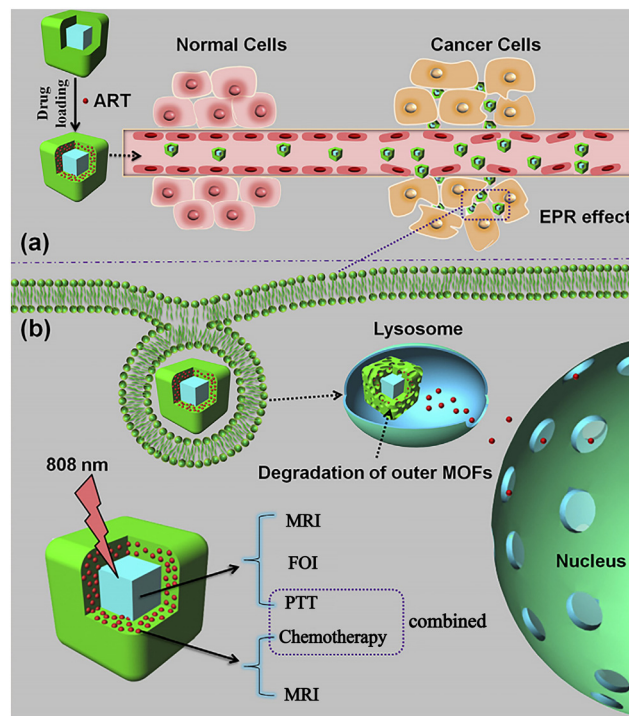 Normal Cells
Cancer Cells
Drug
loading
ART
EPR effect
(a)
(b)
Lysosome
Degradation of outer MOFs
808 nm
MRI
FOI
PTT
Chemotherapy
combined
MRI
Nucleus